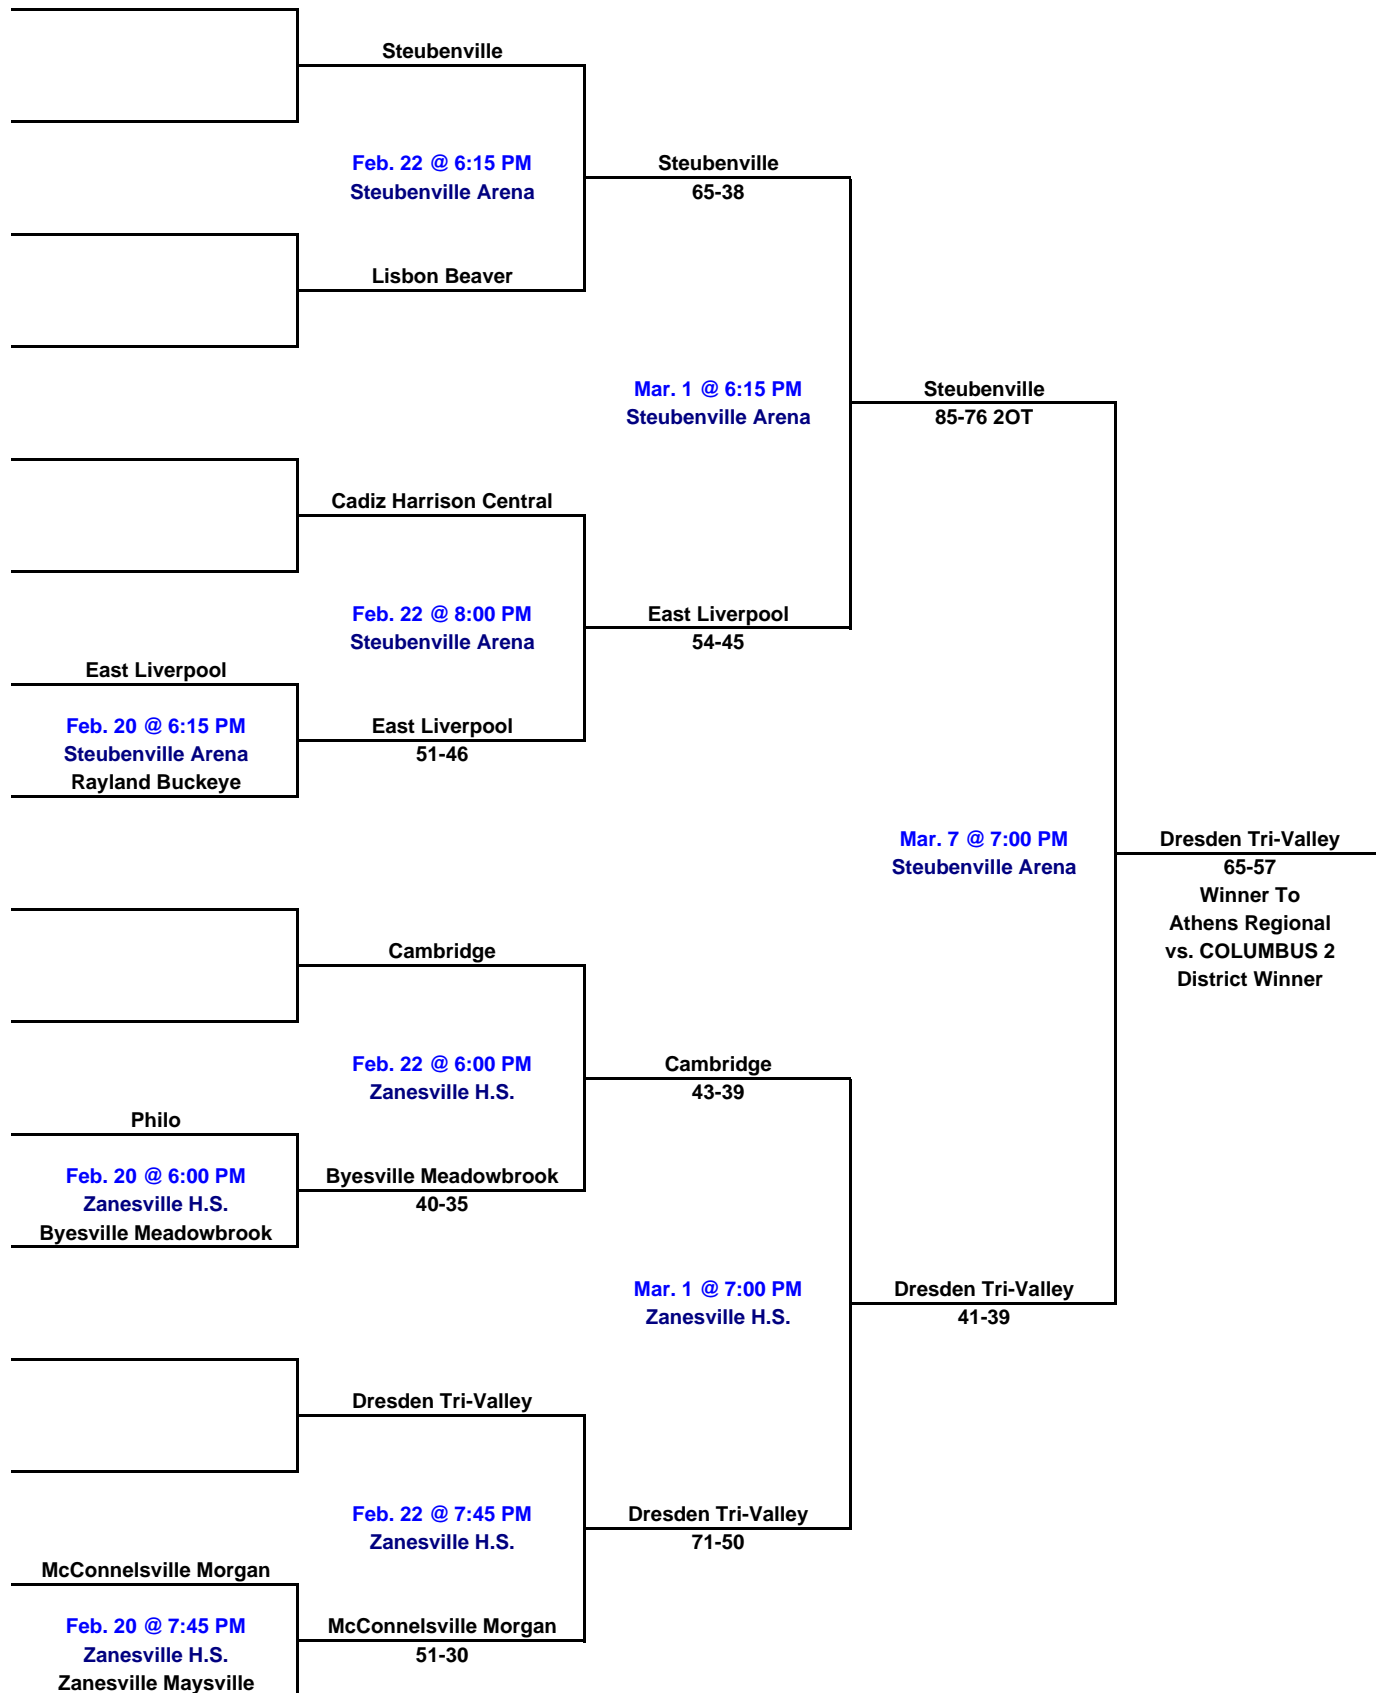 Steubenville
Feb. 22 @ 6:15 PM
Steubenville Arena
Steubenville
65-38
Lisbon Beaver
Mar. 1 @ 6:15 PM
Steubenville Arena
Steubenville
85-76 2OT
Cadiz Harrison Central
Feb. 22 @ 8:00 PM
Steubenville Arena
East Liverpool
54-45
East Liverpool
Feb. 20 @ 6:15 PM
Steubenville Arena
Rayland Buckeye
East Liverpool
51-46
Mar. 7 @ 7:00 PM
Steubenville Arena
Dresden Tri-Valley
65-57
Winner To
Athens Regional
vs. COLUMBUS 2
District Winner
Cambridge
Feb. 22 @ 6:00 PM
Zanesville H.S.
Cambridge
43-39
Philo
Feb. 20 @ 6:00 PM
Zanesville H.S.
Byesville Meadowbrook
Byesville Meadowbrook
40-35
Mar. 1 @ 7:00 PM
Zanesville H.S.
Dresden Tri-Valley
41-39
Dresden Tri-Valley
Feb. 22 @ 7:45 PM
Zanesville H.S.
Dresden Tri-Valley
71-50
McConnelsville Morgan
Feb. 20 @ 7:45 PM
Zanesville H.S.
Zanesville Maysville
McConnelsville Morgan
51-30